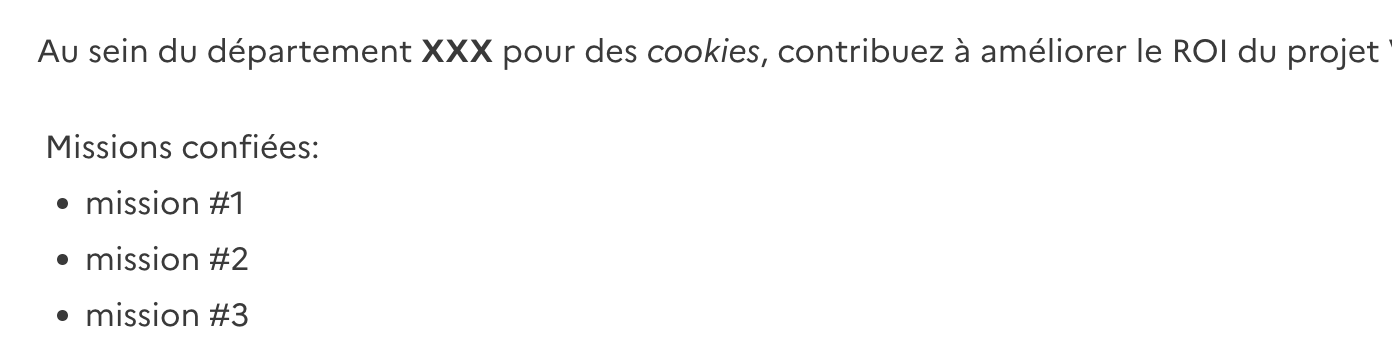 Au sein du département XXX pour des cookies, contribuez à améliorer le ROI du projet
Missions confiées:
• mission #1
• mission #2
• mission #3